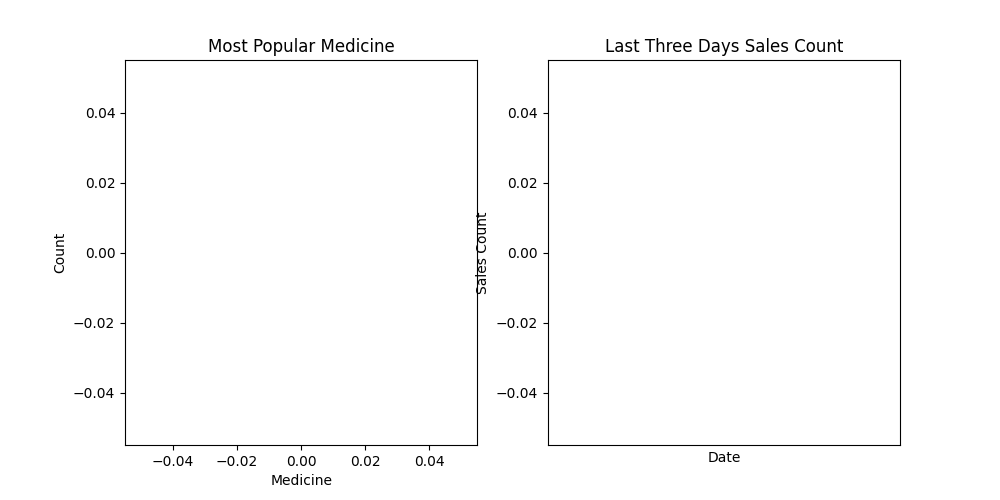 Most Popular Medicine
0.04
0.02
0.00
−0.02
−0.04
Count
−0.04 −0.02 0.00 0.02 0.04
Medicine
Last Three Days Sales Count
0.04
0.02
0.00
−0.02
−0.04
Sales Count
Date